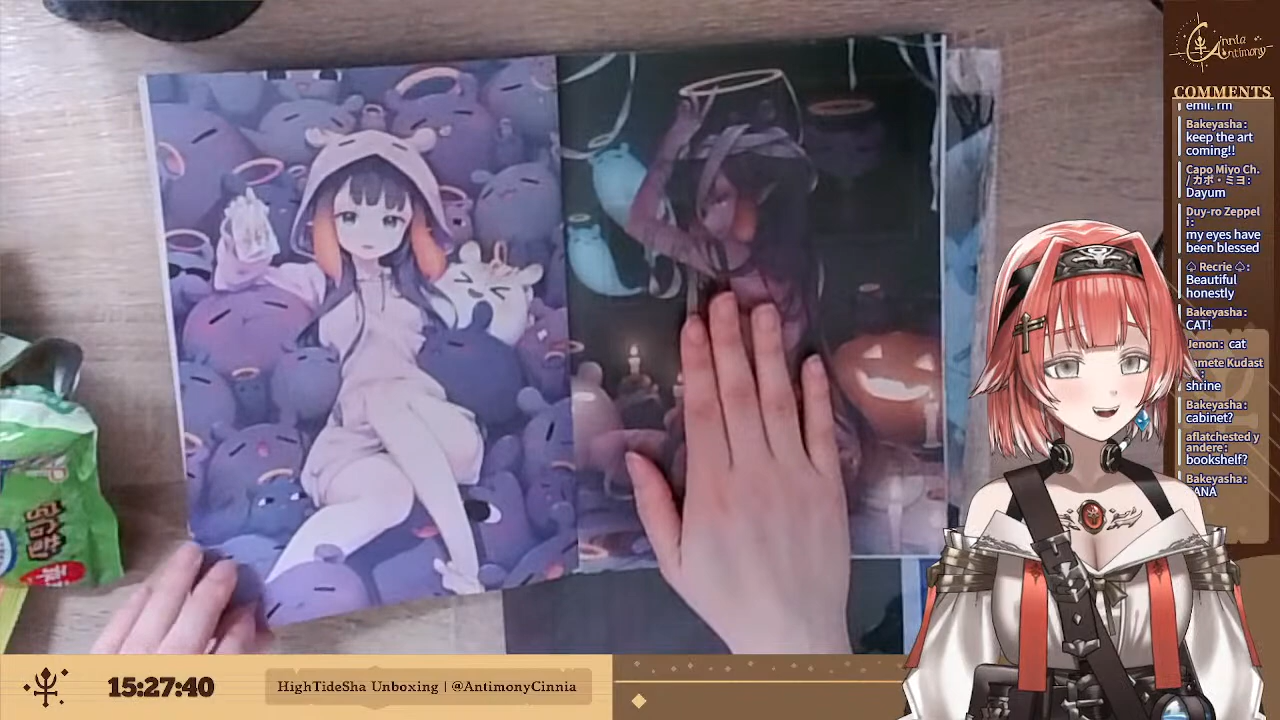 Cinnia
Antimony
COMMENTS
emil. rm
Bakeyasha:
keep the art
coming!!
Capo Miyo Ch.
/ カポ・ミヨ:
Dayum
Duy-ro Zeppel
i:
my eyes have
been blessed
♤ Recrie ♤:
Beautiful
honestly
Bakeyasha:
CAT!
Jenon: cat
shrine
Bakeyasha:
cabinet?
aflatchested y
andere:
bookshelf?
Bakeyasha:
15:27:40
HighTideSha Unboxing | @AntimonyCinnia